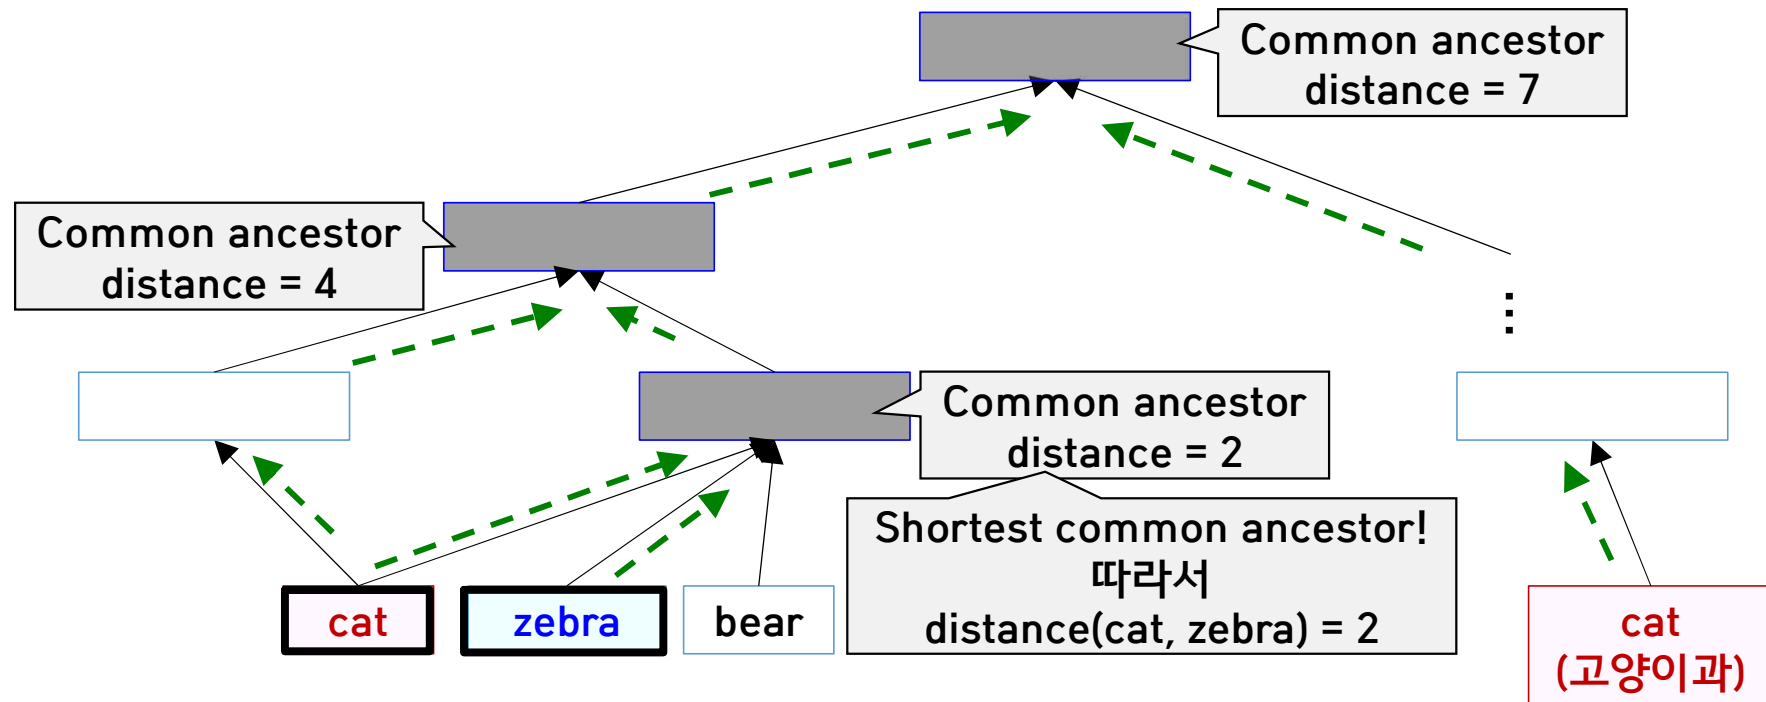 Common ancestor
distance = 7
Common ancestor
distance = 4
Common ancestor
distance = 2
Shortest common ancestor!
따라서
distance(cat, zebra) = 2
cat
zebra
bear
⋮
cat
(고양이과)